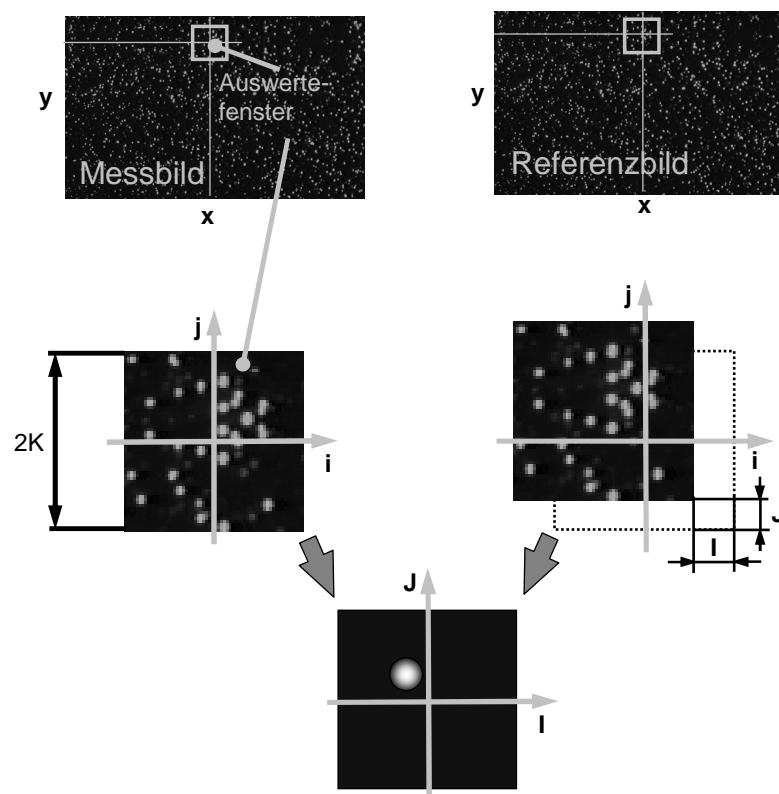 y
Auswerte-
fenster
Messbild
x
y
Referenzbild
x
j
2K
i
j
i
J
I
J
I